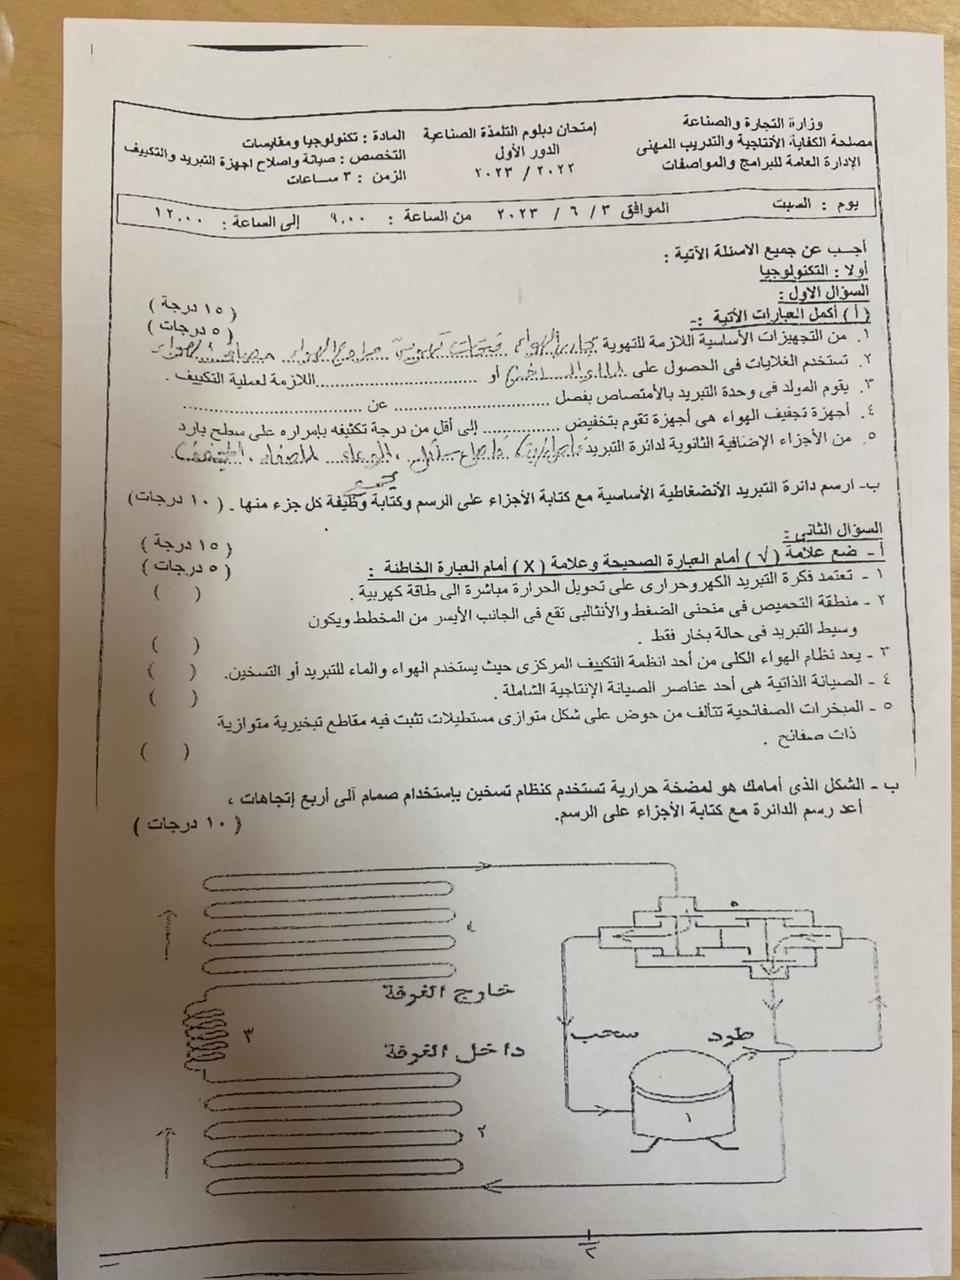 وزارة التجارة والصناعة
مصلحة الكفاية الأنتاجية والتدريب المهنى
الإدارة العامة للبرامج والمواصفات
إمتحان دبلوم التلمذة الصناعية
الدور الأول
٢٠٢٢ / ٢٠٢٣
المادة : تكنولوجيا ومقايسات
التخصص : صيانة واصلاح اجهزة التبريد والتكييف
الزمن : ٣ ساعات
يوم : السبت الموافق ٣ / ٦ / ٢٠٢٣ من الساعة : ٩,٠٠ إلى الساعة : ١٢,٠٠
أجب عن جميع الاسئلة الآتية :
أولا : التكنولوجيا
السؤال الاول : ( ١٥ درجة )
( أ ) أكمل العبارات الأتية :- ( ٥ درجات )
١. من التجهيزات الأساسية اللازمة للتهوية مجارى الهواء فتحات تهوية مراوح الهواء
٢. تستخدم الغلايات فى الحصول على الماء الساخن أو ........................ اللازمة لعملية التكييف .
٣. يقوم المولد فى وحدة التبريد بالأمتصاص بفصل ........................ عن ........................
٤. أجهزة تجفيف الهواء هى أجهزة تقوم بتخفيض ............ إلى أقل من درجة تكثيفه بإمراره على سطح بارد
٥. من الأجزاء الإضافية الثانوية لدائرة التبريد
ب- ارسم دائرة التبريد الأنضغاطية الأساسية مع كتابة الأجزاء على الرسم وكتابة وظيفة كل جزء منها . ( ١٠ درجات )
السؤال الثانى : ( ١٥ درجة )
أ - ضع علامة ( √ ) أمام العبارة الصحيحة وعلامة ( X ) أمام العبارة الخاطئة : ( ٥ درجات )
١ - تعتمد فكرة التبريد الكهروحرارى على تحويل الحرارة مباشرة الى طاقة كهربية . ( )
٢ - منطقة التحميص فى منحنى الضغط والأنثالبى تقع فى الجانب الأيسر من المخطط ويكون
وسيط التبريد فى حالة بخار فقط . ( )
٣ - يعد نظام الهواء الكلى من أحد انظمة التكييف المركزى حيث يستخدم الهواء والماء للتبريد أو التسخين. ( )
٤ - الصيانة الذاتية هى أحد عناصر الصيانة الإنتاجية الشاملة . ( )
٥ - المبخرات الصفائحية تتألف من حوض على شكل متوازى مستطيلات تثبت فيه مقاطع تبخيرية متوازية
ذات صفائح . ( )
ب - الشكل الذى أمامك هو لمضخة حرارية تستخدم كنظام تسخين بإستخدام صمام آلى أربع إتجاهات ،
أعد رسم الدائرة مع كتابة الأجزاء على الرسم. ( ١٠ درجات )
٥
٤
خارج الغرفة
٣
سحب
طرد
داخل الغرفة
١
٢